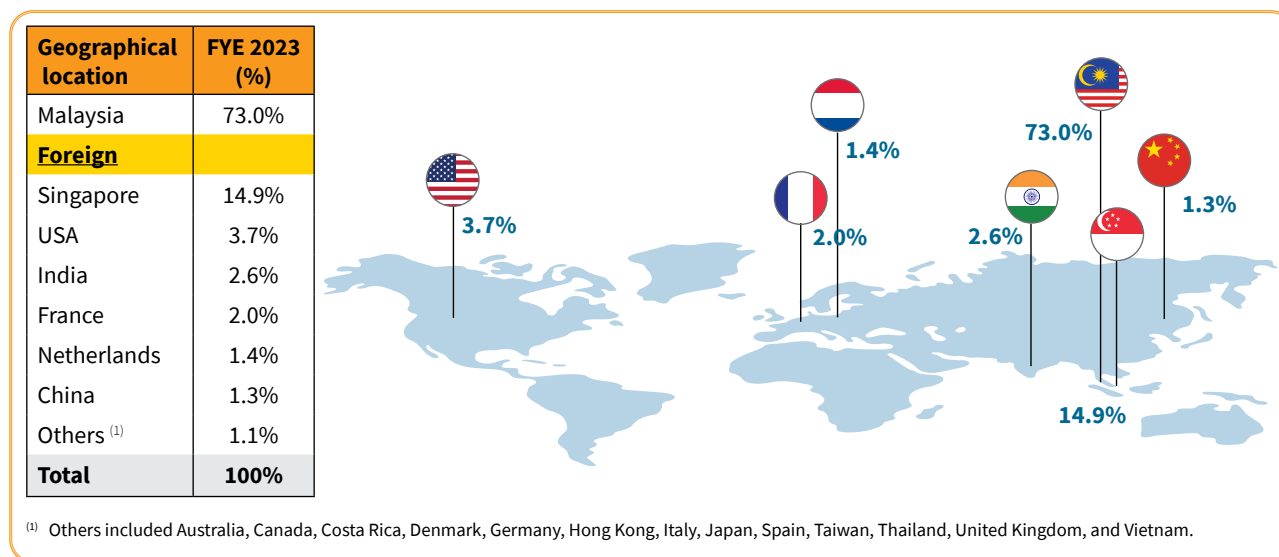 Geographical location FYE 2023 (%)
Malaysia 73.0%
Foreign
Singapore 14.9%
USA 3.7%
India 2.6%
France 2.0%
Netherlands 1.4%
China 1.3%
Others (1) 1.1%
Total 100%
3.7%
1.4%
2.0%
73.0%
2.6%
1.3%
14.9%
(1) Others included Australia, Canada, Costa Rica, Denmark, Germany, Hong Kong, Italy, Japan, Spain, Taiwan, Thailand, United Kingdom, and Vietnam.